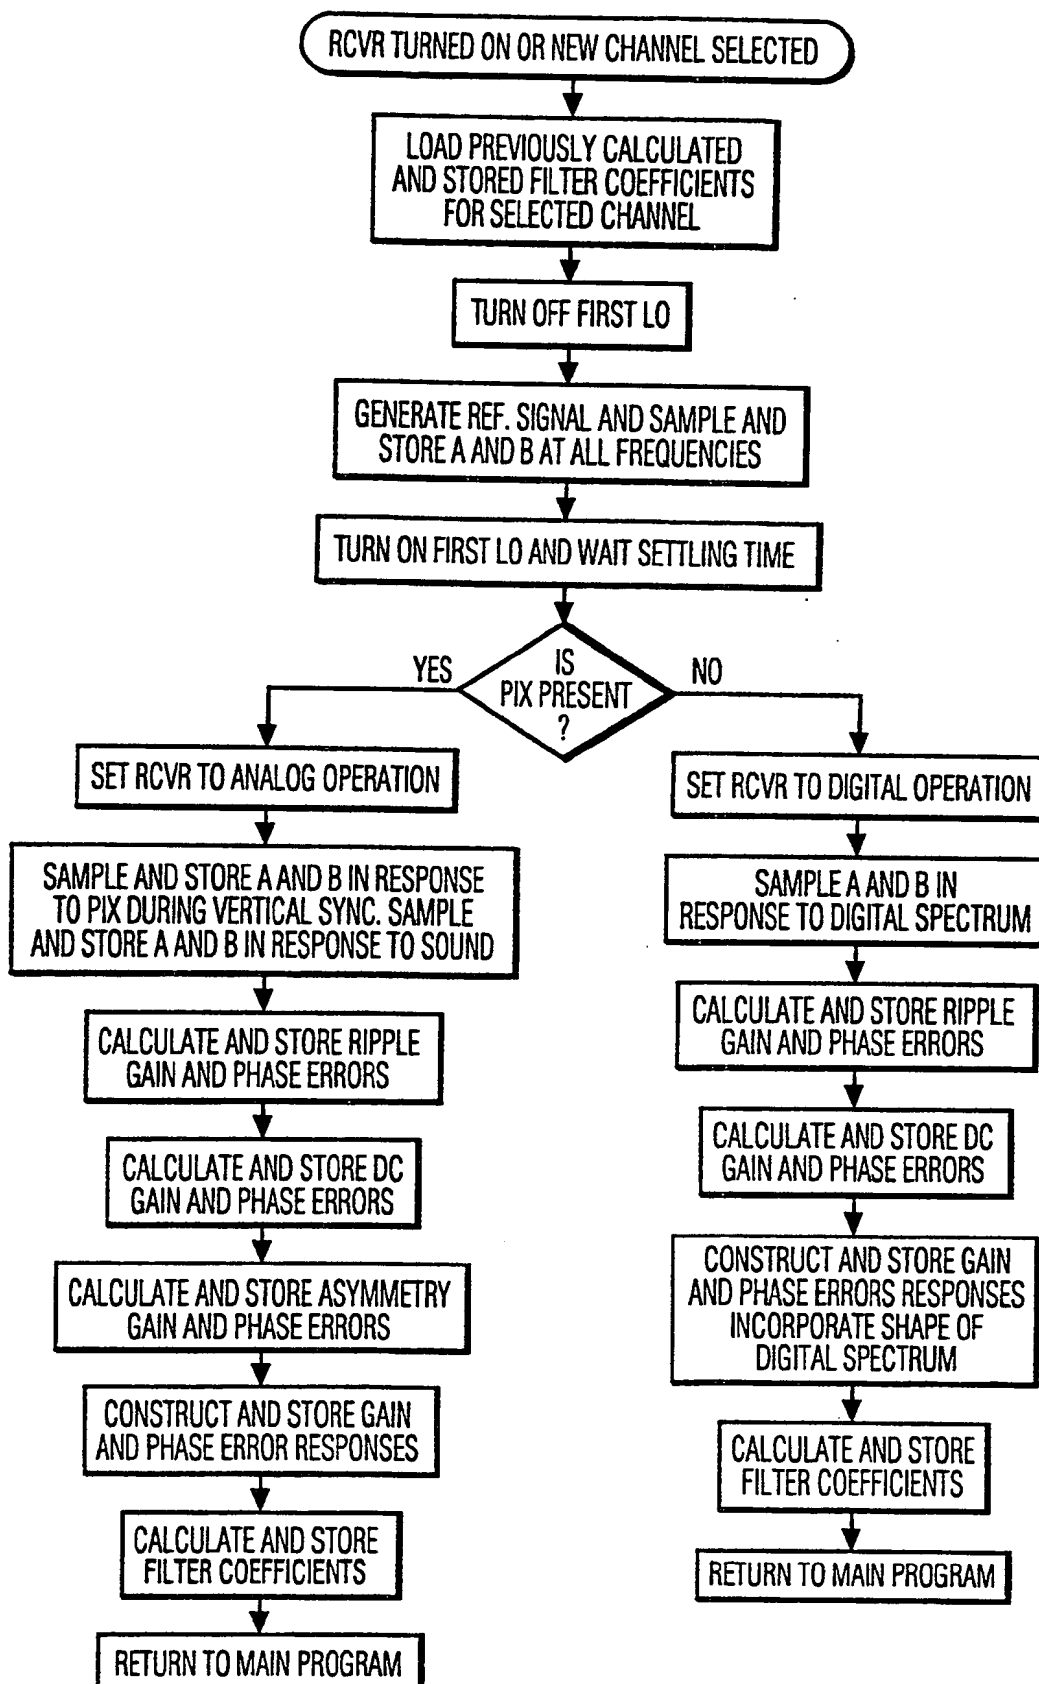 RCVR TURNED ON OR NEW CHANNEL SELECTED
LOAD PREVIOUSLY CALCULATED
AND STORED FILTER COEFFICIENTS
FOR SELECTED CHANNEL
TURN OFF FIRST LO
GENERATE REF. SIGNAL AND SAMPLE AND
STORE A AND B AT ALL FREQUENCIES
TURN ON FIRST LO AND WAIT SETTLING TIME
IS
PIX PRESENT
?
YES
NO
SET RCVR TO ANALOG OPERATION
SAMPLE AND STORE A AND B IN RESPONSE
TO PIX DURING VERTICAL SYNC. SAMPLE
AND STORE A AND B IN RESPONSE TO SOUND
CALCULATE AND STORE RIPPLE
GAIN AND PHASE ERRORS
CALCULATE AND STORE DC
GAIN AND PHASE ERRORS
CALCULATE AND STORE ASYMMETRY
GAIN AND PHASE ERRORS
CONSTRUCT AND STORE GAIN
AND PHASE ERROR RESPONSES
CALCULATE AND STORE
FILTER COEFFICIENTS
RETURN TO MAIN PROGRAM
SET RCVR TO DIGITAL OPERATION
SAMPLE A AND B IN
RESPONSE TO DIGITAL SPECTRUM
CALCULATE AND STORE RIPPLE
GAIN AND PHASE ERRORS
CALCULATE AND STORE DC
GAIN AND PHASE ERRORS
CONSTRUCT AND STORE GAIN
AND PHASE ERRORS RESPONSES
INCORPORATE SHAPE OF
DIGITAL SPECTRUM
CALCULATE AND STORE
FILTER COEFFICIENTS
RETURN TO MAIN PROGRAM